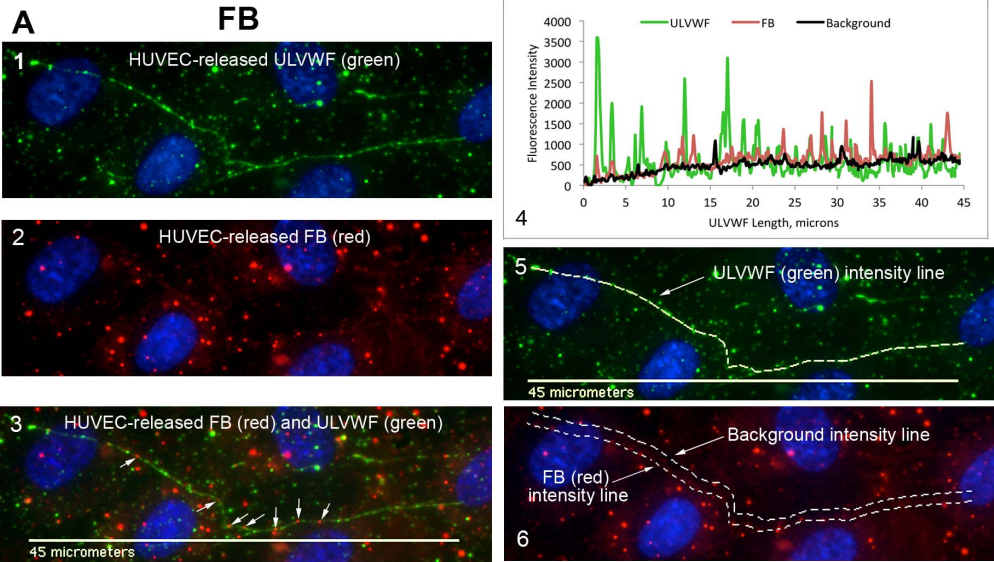 A
FB
1
HUVEC-released ULVWF (green)
2
HUVEC-released FB (red)
3
HUVEC-released FB (red) and ULVWF (green)
45 micrometers
4
ULVWF
FB
Background
Fluorescence Intensity
4000
3500
3000
2500
2000
1500
1000
500
0
0 5 10 15 20 25 30 35 40 45
ULVWF Length, microns
5
ULVWF (green) intensity line
45 micrometers
Background intensity line
FB (red)
intensity line
6